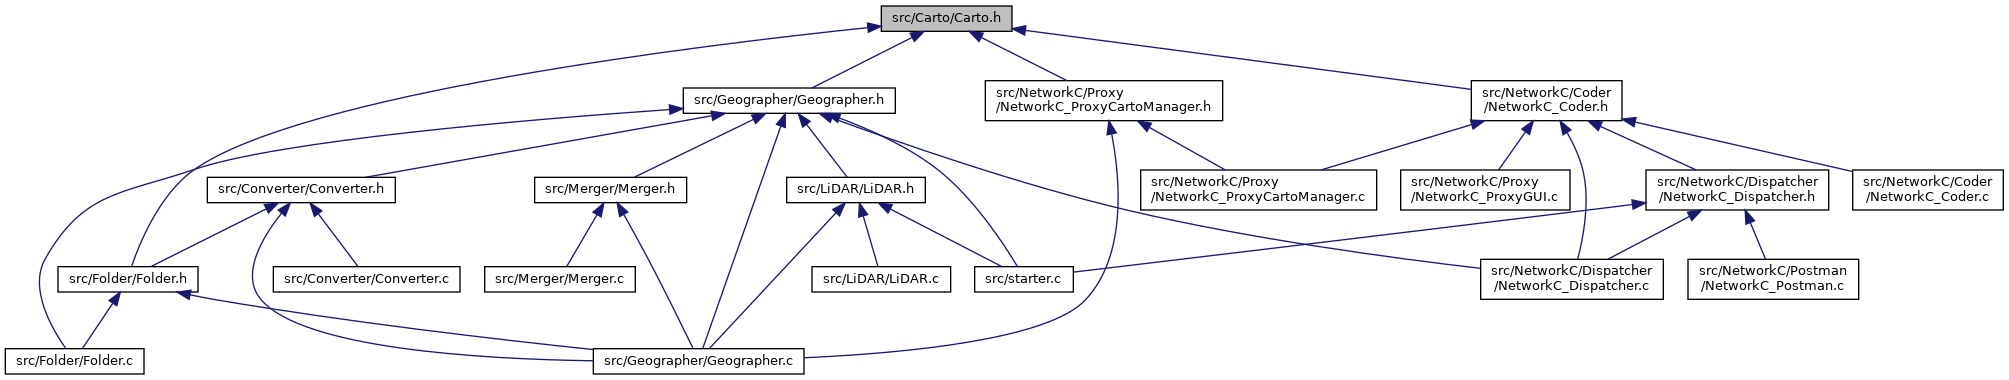 src/Carto/Carto.h
src/Geographer/Geographer.h
src/NetworkC/Proxy
/NetworkC_ProxyCartoManager.h
src/NetworkC/Coder
/NetworkC_Coder.h
src/Converter/Converter.h
src/Merger/Merger.h
src/LiDAR/LiDAR.h
src/NetworkC/Proxy
/NetworkC_ProxyCartoManager.c
src/NetworkC/Proxy
/NetworkC_ProxyGUI.c
src/NetworkC/Dispatcher
/NetworkC_Dispatcher.h
src/NetworkC/Coder
/NetworkC_Coder.c
src/Folder/Folder.h
src/Converter/Converter.c
src/Merger/Merger.c
src/LiDAR/LiDAR.c
src/starter.c
src/NetworkC/Dispatcher
/NetworkC_Dispatcher.c
src/NetworkC/Postman
/NetworkC_Postman.c
src/Folder/Folder.c
src/Geographer/Geographer.c